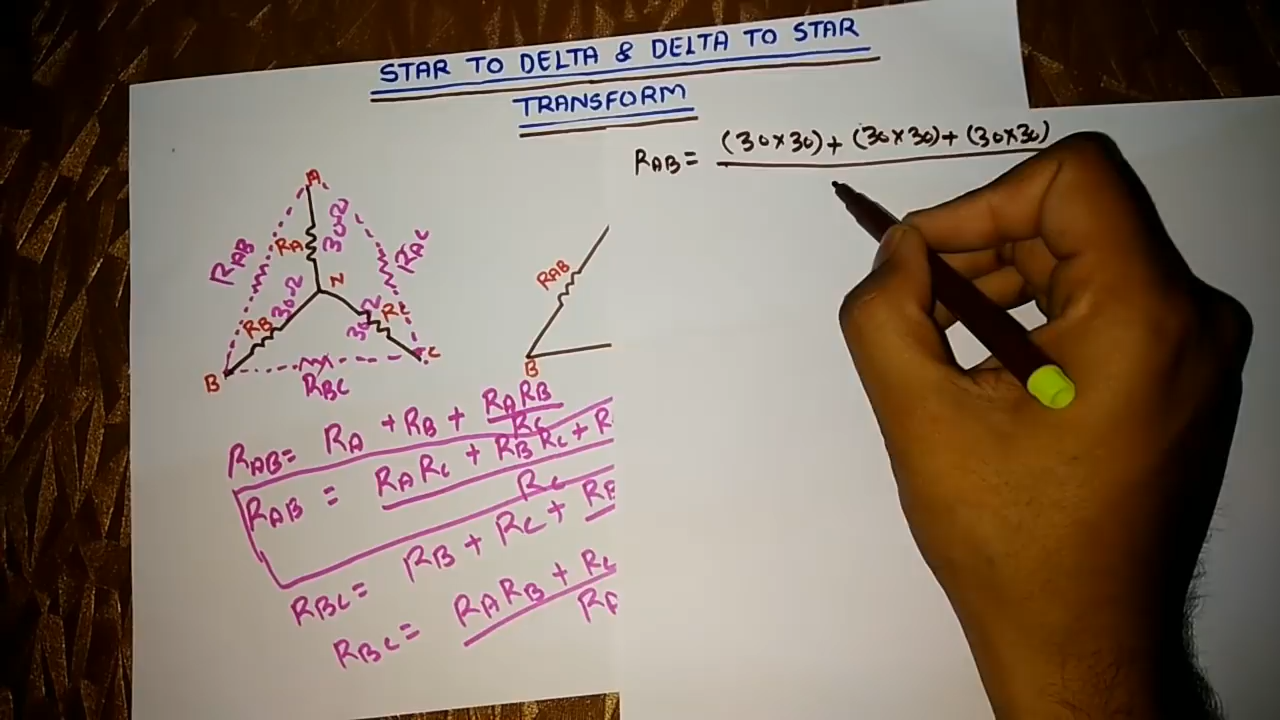 STAR TO DELTA & DELTA TO STAR
TRANSFORM
RAB = (30×30) + (30×30) + (30×30)
A
RAB
RA
30Ω
RAC
N
30Ω
RB
30Ω
RC
B
RBC
C
RAB
B
RAB = RA + RB + RARB
RC
RAB = RARC + RBRC + R
RC
RBC = RB + RC + RB
RBC = RARB + RC
RA